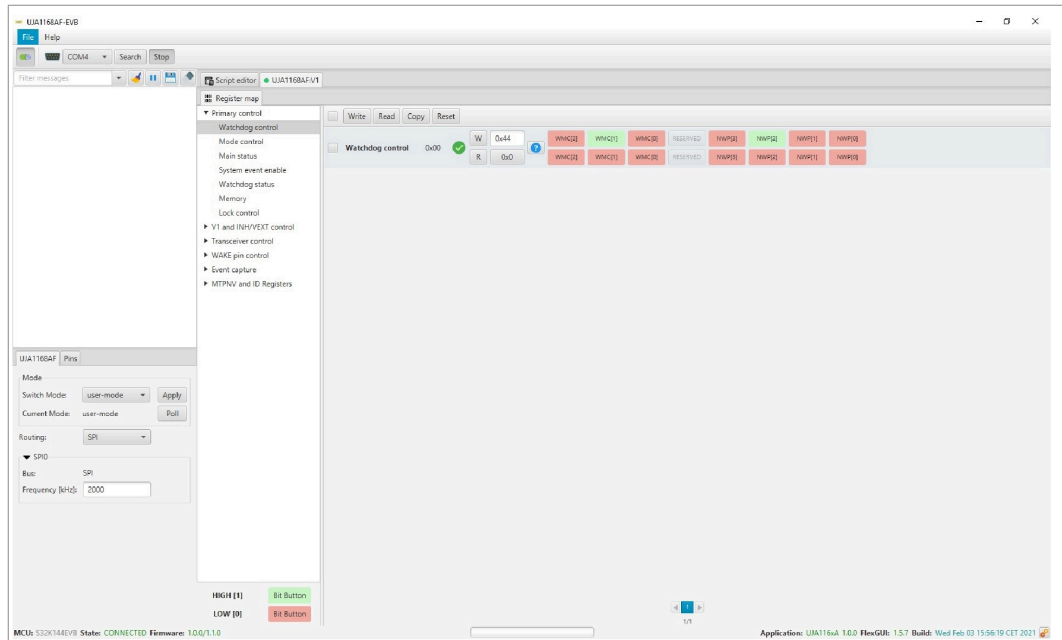 UJA1168AF-EVB
File Help
COM4 Search Stop
Filter messages
Script editor UJA1168AF:V1
Register map
Primary control
Watchdog control
Mode control
Main status
System event enable
Watchdog status
Memory
Lock control
V1 and INH/VEXT control
Transceiver control
WAKE pin control
Event capture
MTPNV and ID Registers
HIGH [1] Bit Button
LOW [0] Bit Button
Write Read Copy Reset
W 0x44 WMC[2] WMC[1] WMC[0] RESERVED NWP[3] NWP[2] NWP[1] NWP[0]
Watchdog control 0x00 ?
R 0x0 WMC[2] WMC[1] WMC[0] RESERVED NWP[3] NWP[2] NWP[1] NWP[0]
1
1/1
UJA1168AF Pins
Mode
Switch Mode: user-mode Apply
Current Mode: user-mode Poll
Routing: SPI
SPI0
Bus: SPI
Frequency [kHz]: 2000
MCU: S32K144EVB State: CONNECTED Firmware: 1.0.0/1.1.0 Application: UJA116xA 1.0.0 FlexGUI: 1.5.7 Build: Wed Feb 03 15:56:19 CET 2021